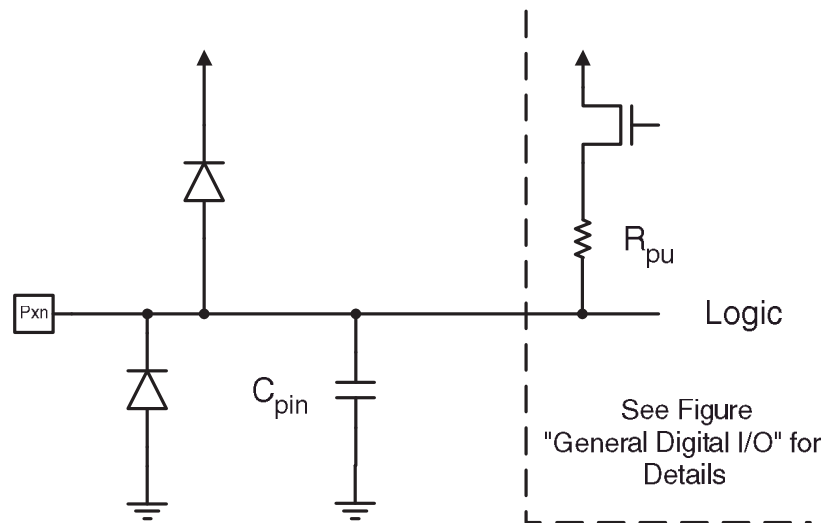 Rpu
Pxn
Logic
Cpin
See Figure
"General Digital I/O" for
Details